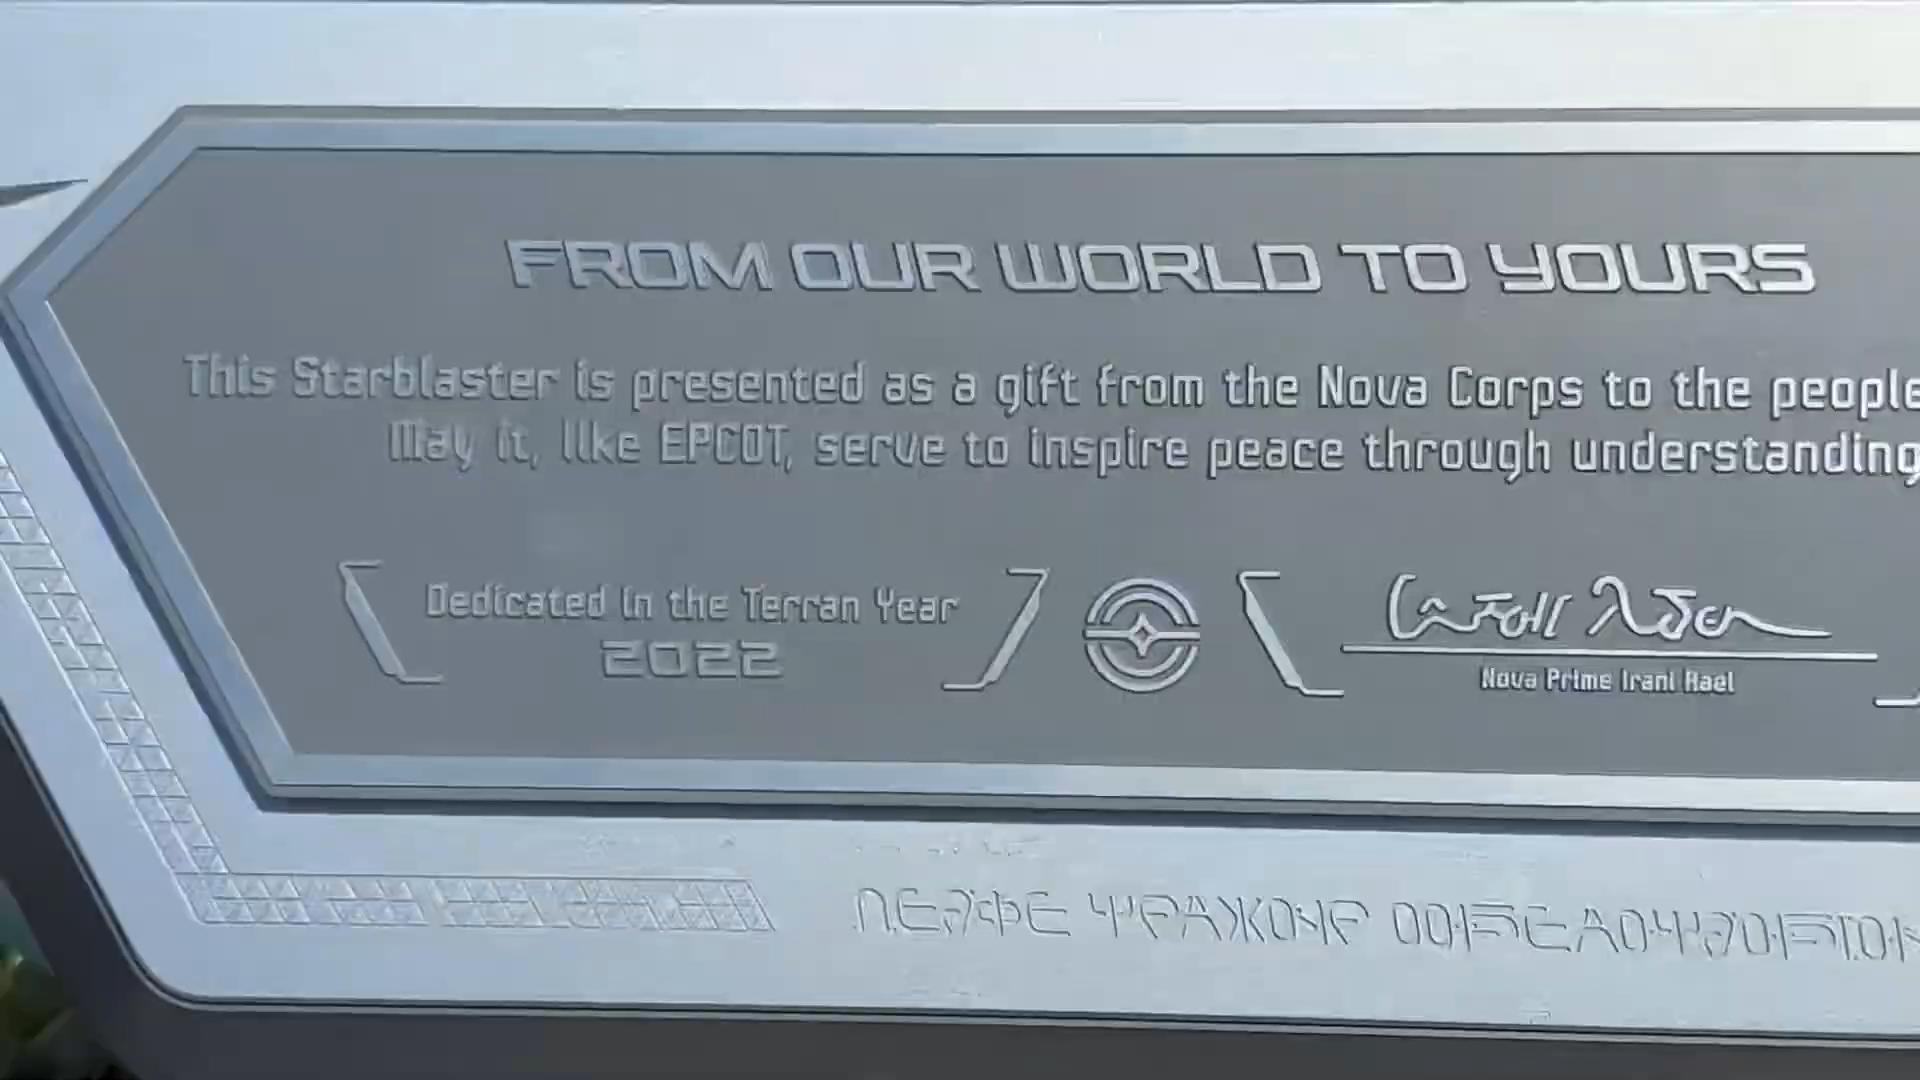 FROM OUR WORLD TO YOURS
This Starblaster is presented as a gift from the Nova Corps to the people
May it, like EPCOT, serve to inspire peace through understanding
Dedicated in the Terran Year
2022
Nova Prime Irani Rael